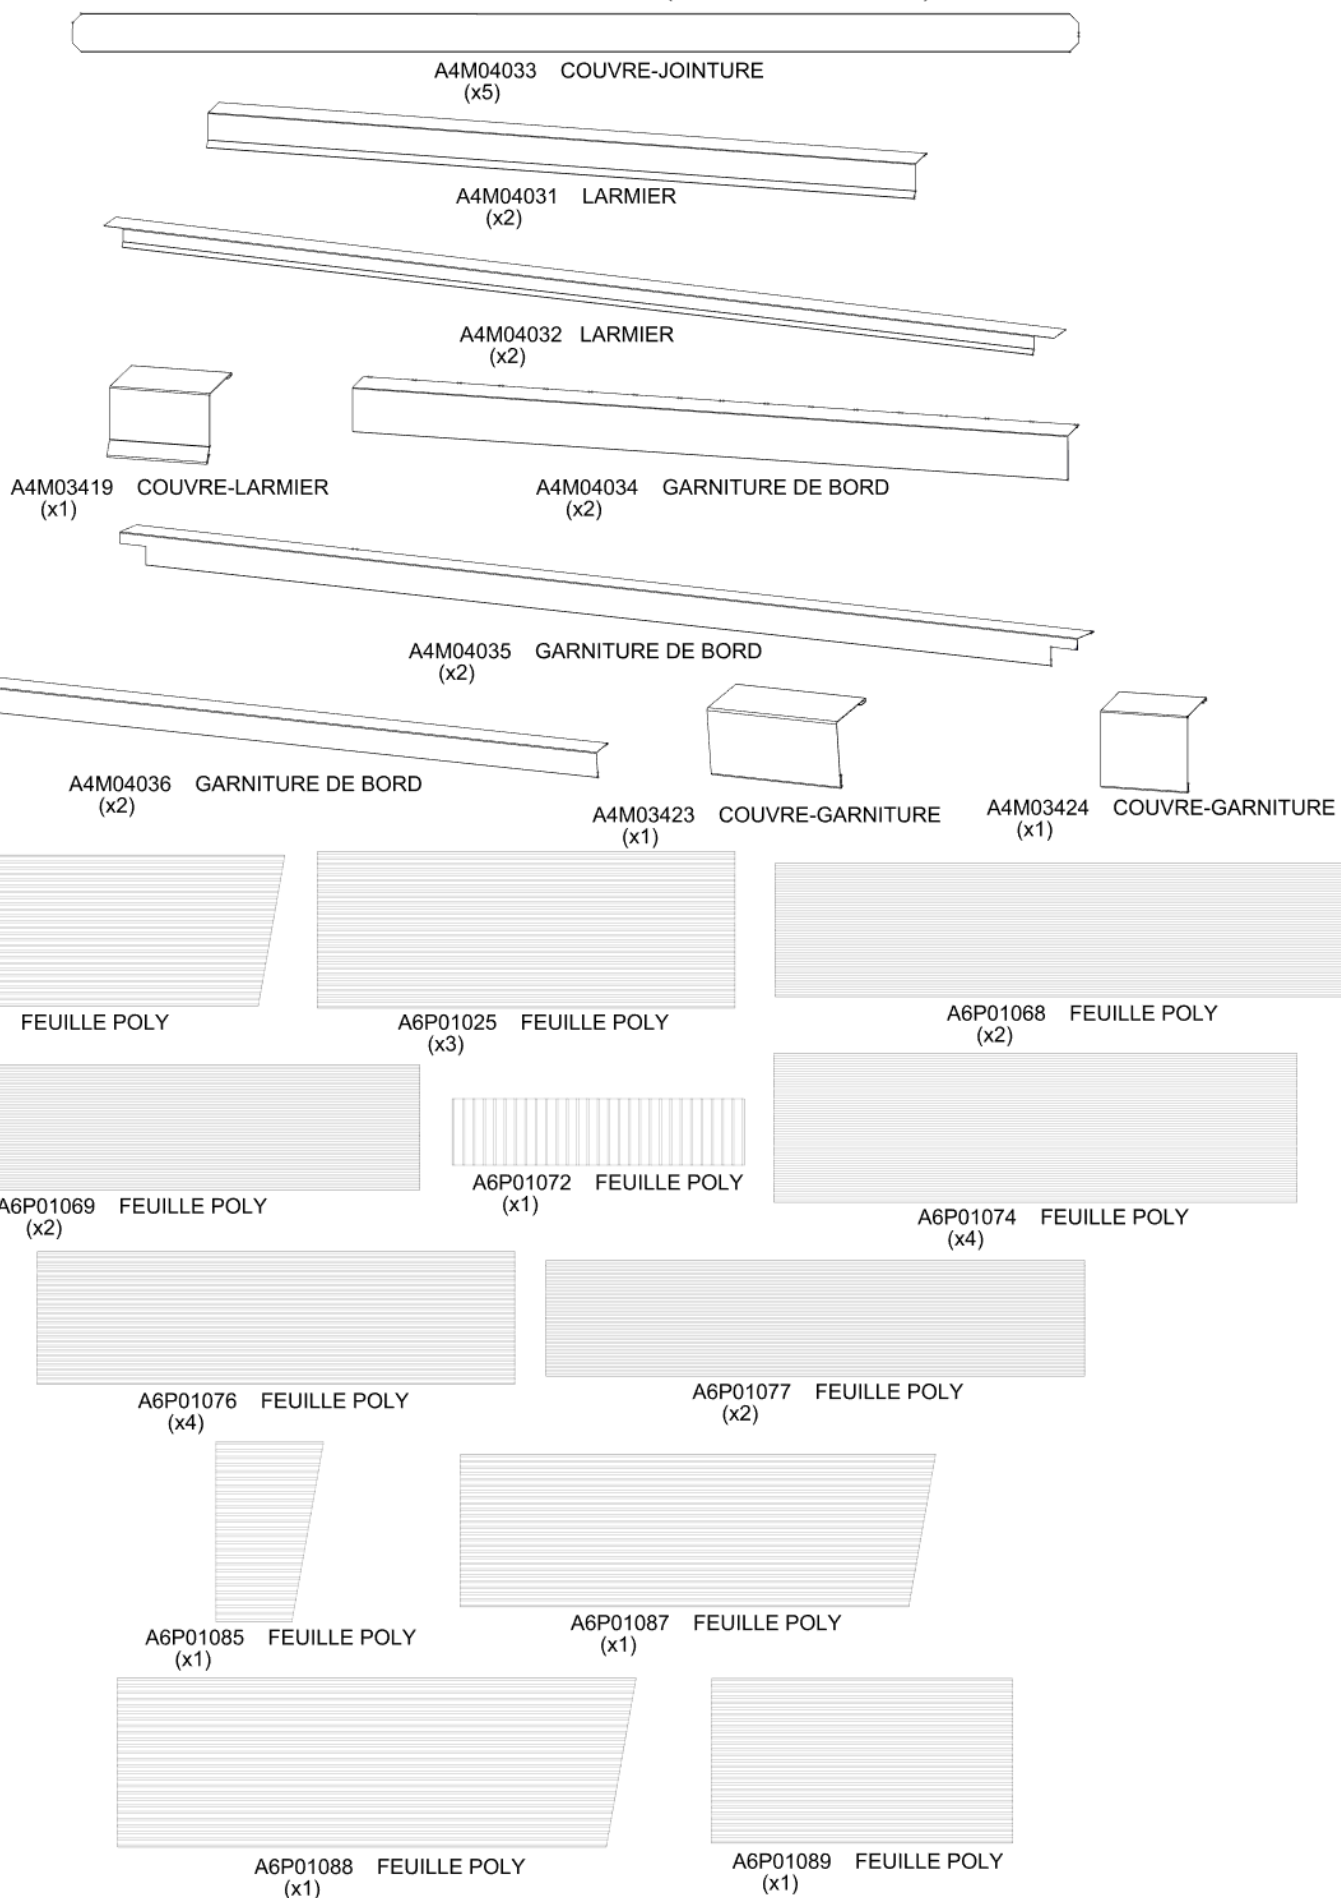 A4M04033 COUVRE-JOINTURE
(x5)
A4M04031 LARMIER
(x2)
A4M04032 LARMIER
(x2)
A4M03419 COUVRE-LARMIER
(x1)
A4M04034 GARNITURE DE BORD
(x2)
A4M04035 GARNITURE DE BORD
(x2)
A4M04036 GARNITURE DE BORD
(x2)
A4M03423 COUVRE-GARNITURE
(x1)
A4M03424 COUVRE-GARNITURE
(x1)
FEUILLE POLY
A6P01025 FEUILLE POLY
(x3)
A6P01068 FEUILLE POLY
(x2)
A6P01069 FEUILLE POLY
(x2)
A6P01072 FEUILLE POLY
(x1)
A6P01074 FEUILLE POLY
(x4)
A6P01076 FEUILLE POLY
(x4)
A6P01077 FEUILLE POLY
(x2)
A6P01085 FEUILLE POLY
(x1)
A6P01087 FEUILLE POLY
(x1)
A6P01088 FEUILLE POLY
(x1)
A6P01089 FEUILLE POLY
(x1)